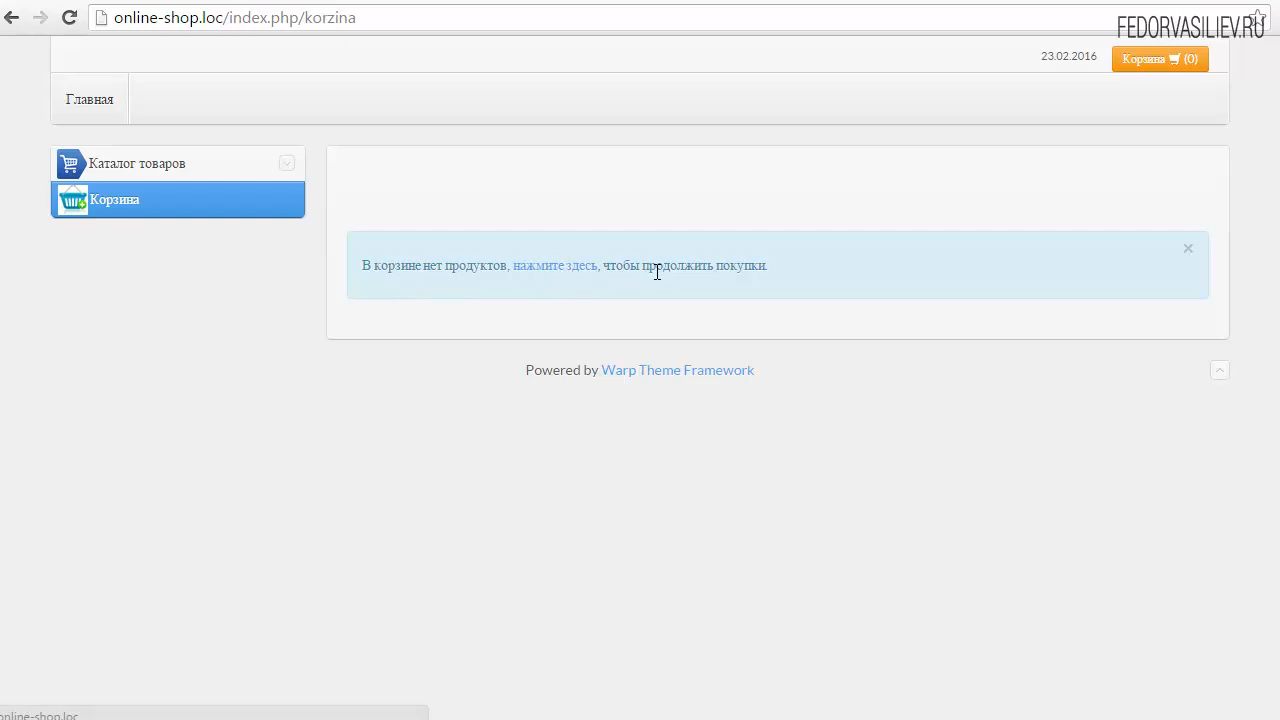 online-shop.loc/index.php/korzina
FEDORVASILIEV.RU
23.02.2016
Корзина (0)
Главная
Каталог товаров
Корзина
В корзине нет продуктов, нажмите здесь, чтобы продолжить покупки.
Powered by Warp Theme Framework
online-shop.loc